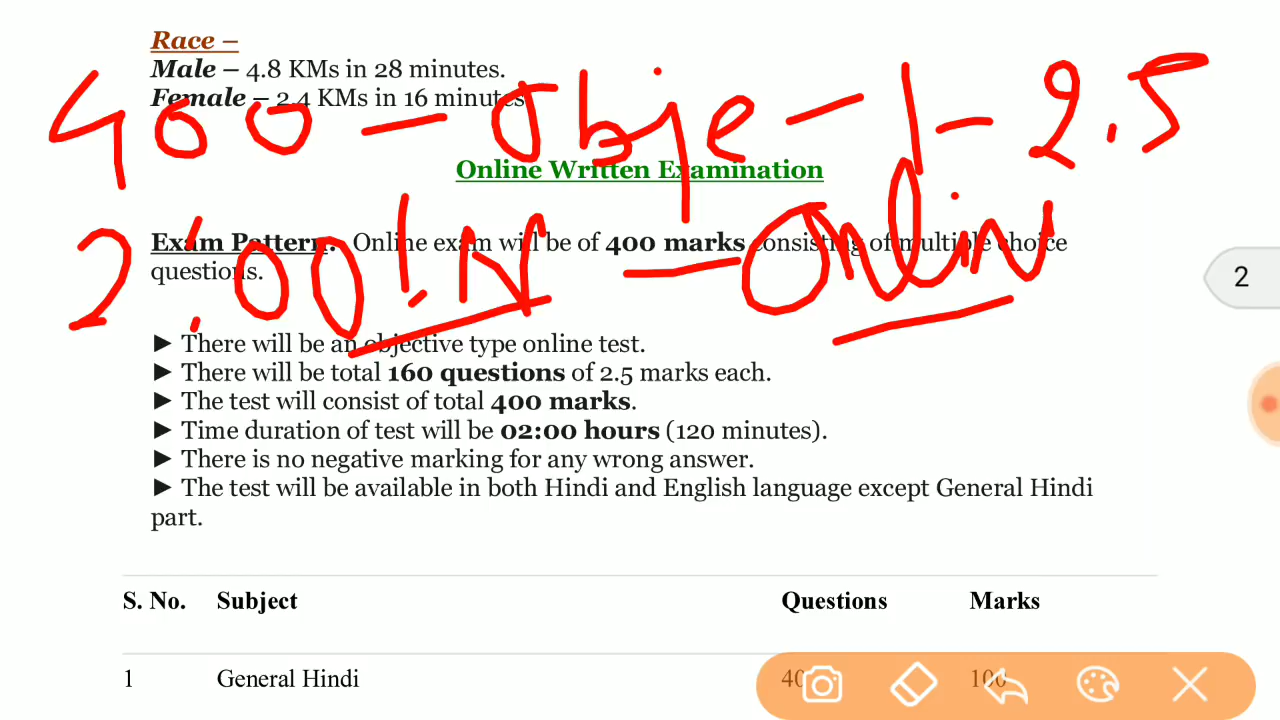 Race –
Male – 4.8 KMs in 28 minutes.
Female – 2.4 KMs in 16 minutes
400 – Obje – 1 – 2.5
Online Written Examination
Exam Pattern: Online exam will be of 400 marks consisting of multiple choice
questions.
2:00! N – Onlin
► There will be an objective type online test.
► There will be total 160 questions of 2.5 marks each.
► The test will consist of total 400 marks.
► Time duration of test will be 02:00 hours (120 minutes).
► There is no negative marking for any wrong answer.
► The test will be available in both Hindi and English language except General Hindi
part.
S. No. Subject Questions Marks
1 General Hindi 40 100
2